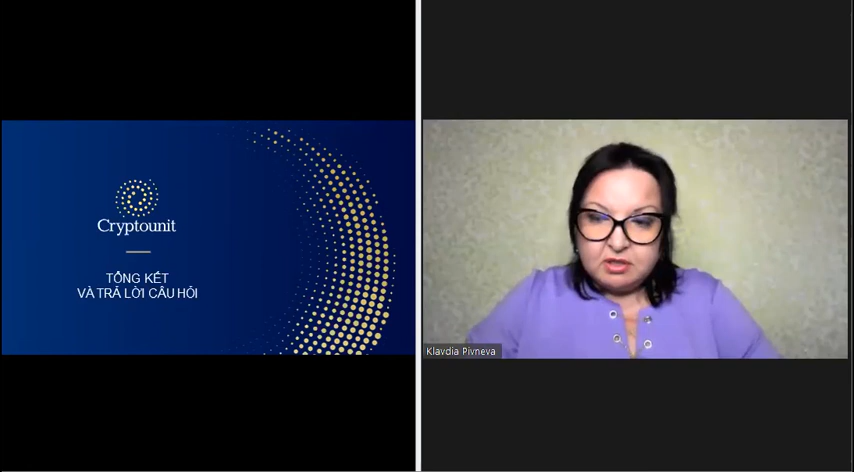 Cryptounit
TỔNG KẾT
VÀ TRẢ LỜI CÂU HỎI
Klavdia Pivneva